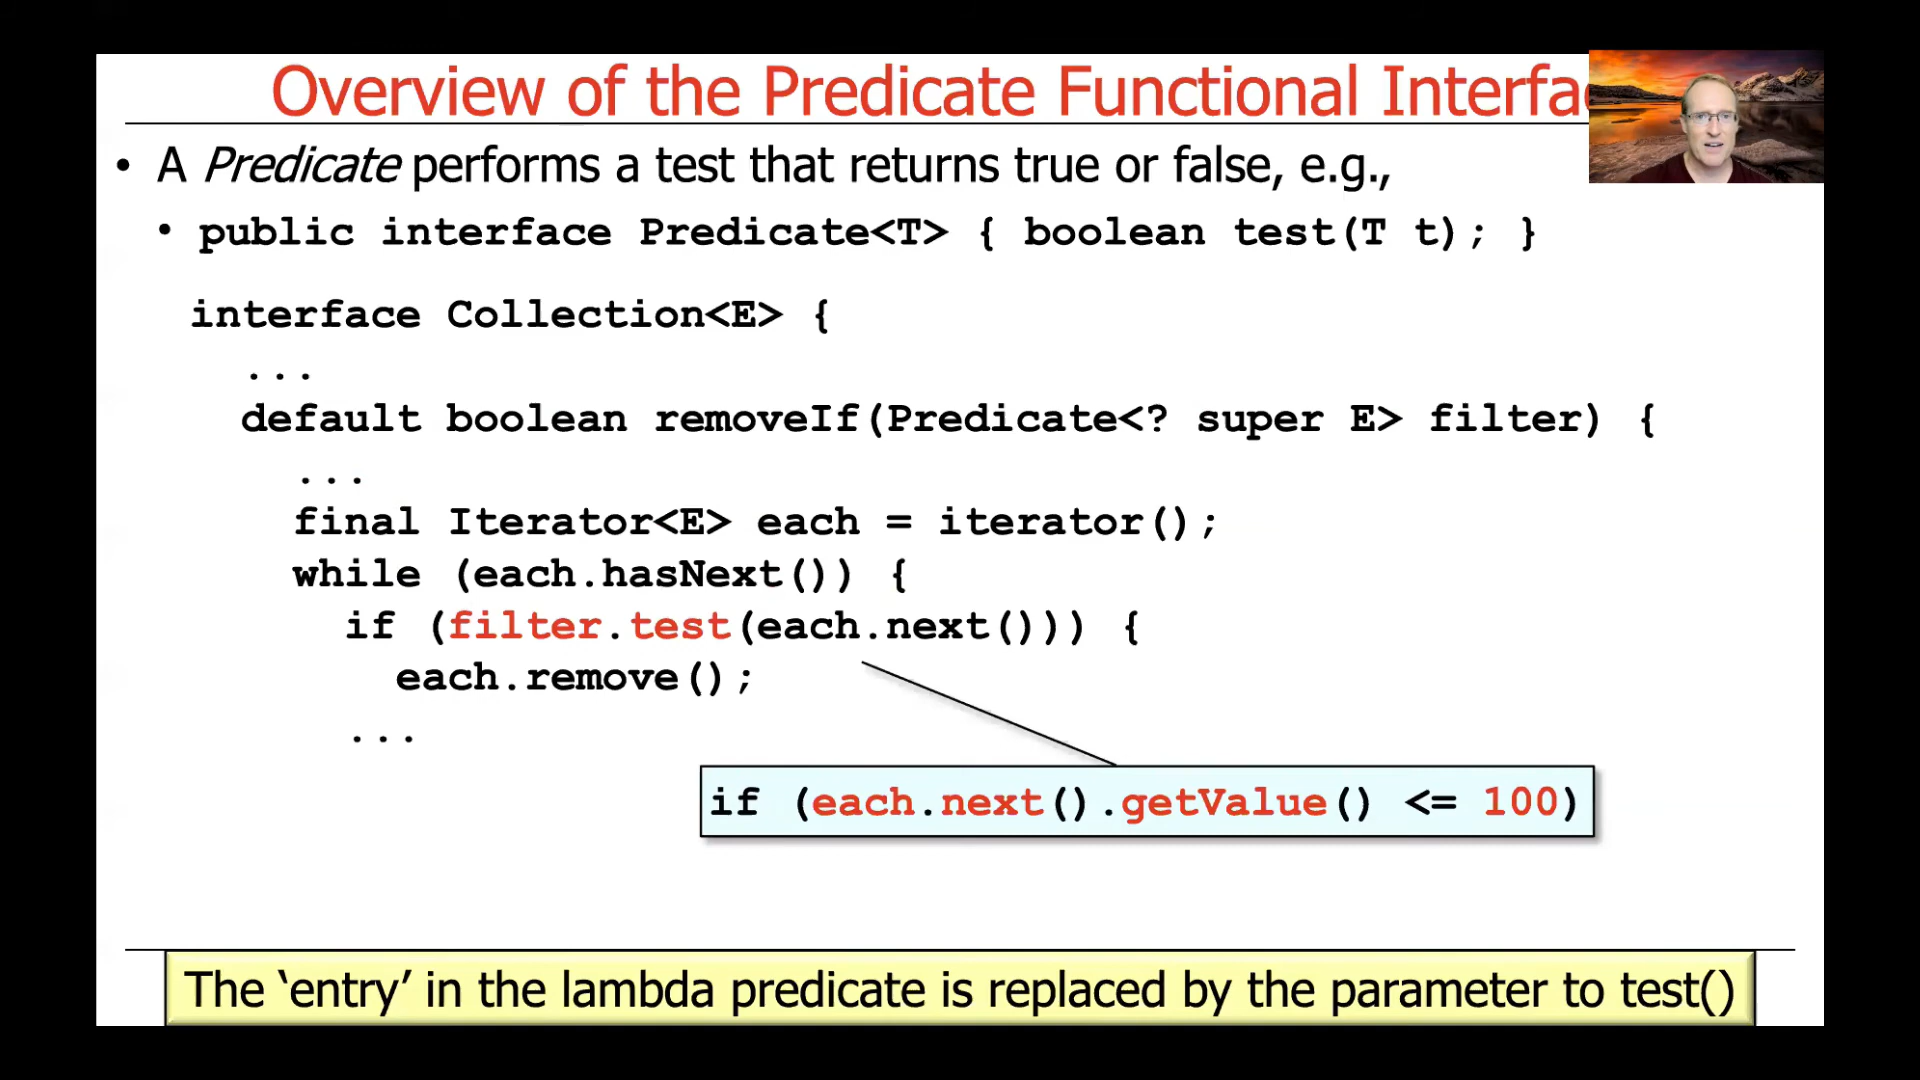 Overview of the Predicate Functional Interfa
• A Predicate performs a test that returns true or false, e.g.,
• public interface Predicate<T> { boolean test(T t); }
interface Collection<E> {
...
default boolean removeIf(Predicate<? super E> filter) {
...
final Iterator<E> each = iterator();
while (each.hasNext()) {
if (filter.test(each.next())) {
each.remove();
...
if (each.next().getValue() <= 100)
The ‘entry’ in the lambda predicate is replaced by the parameter to test()